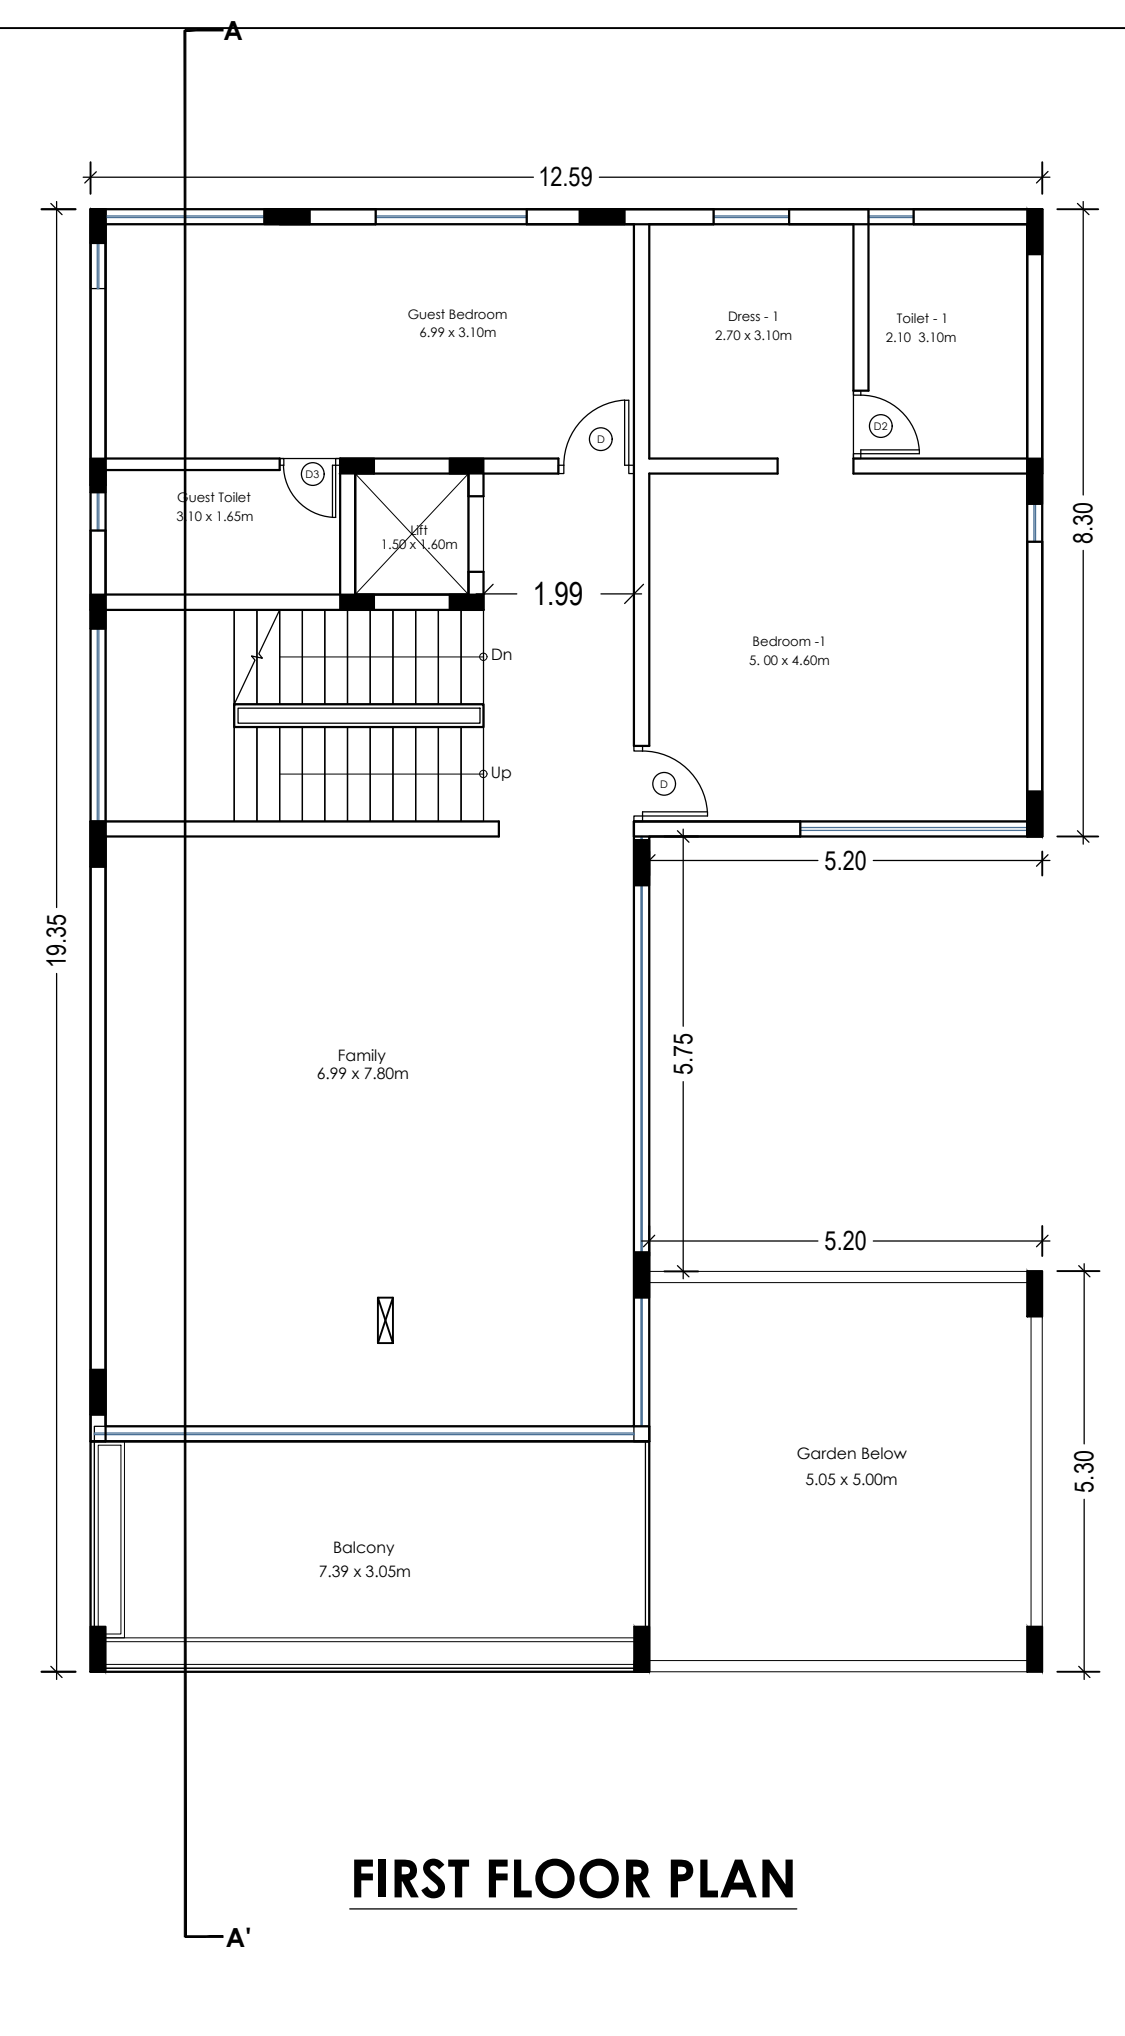 A
12.59
Guest Bedroom
6.99 x 3.10m
Dress - 1
2.70 x 3.10m
Toilet - 1
2.10 3.10m
D
D2
D3
Guest Toilet
3.10 x 1.65m
Lift
1.50 x 1.60m
8.30
1.99
Bedroom -1
5. 00 x 4.60m
Dn
Up
D
5.20
19.35
5.75
Family
6.99 x 7.80m
5.20
Garden Below
5.05 x 5.00m
5.30
Balcony
7.39 x 3.05m
FIRST FLOOR PLAN
A'